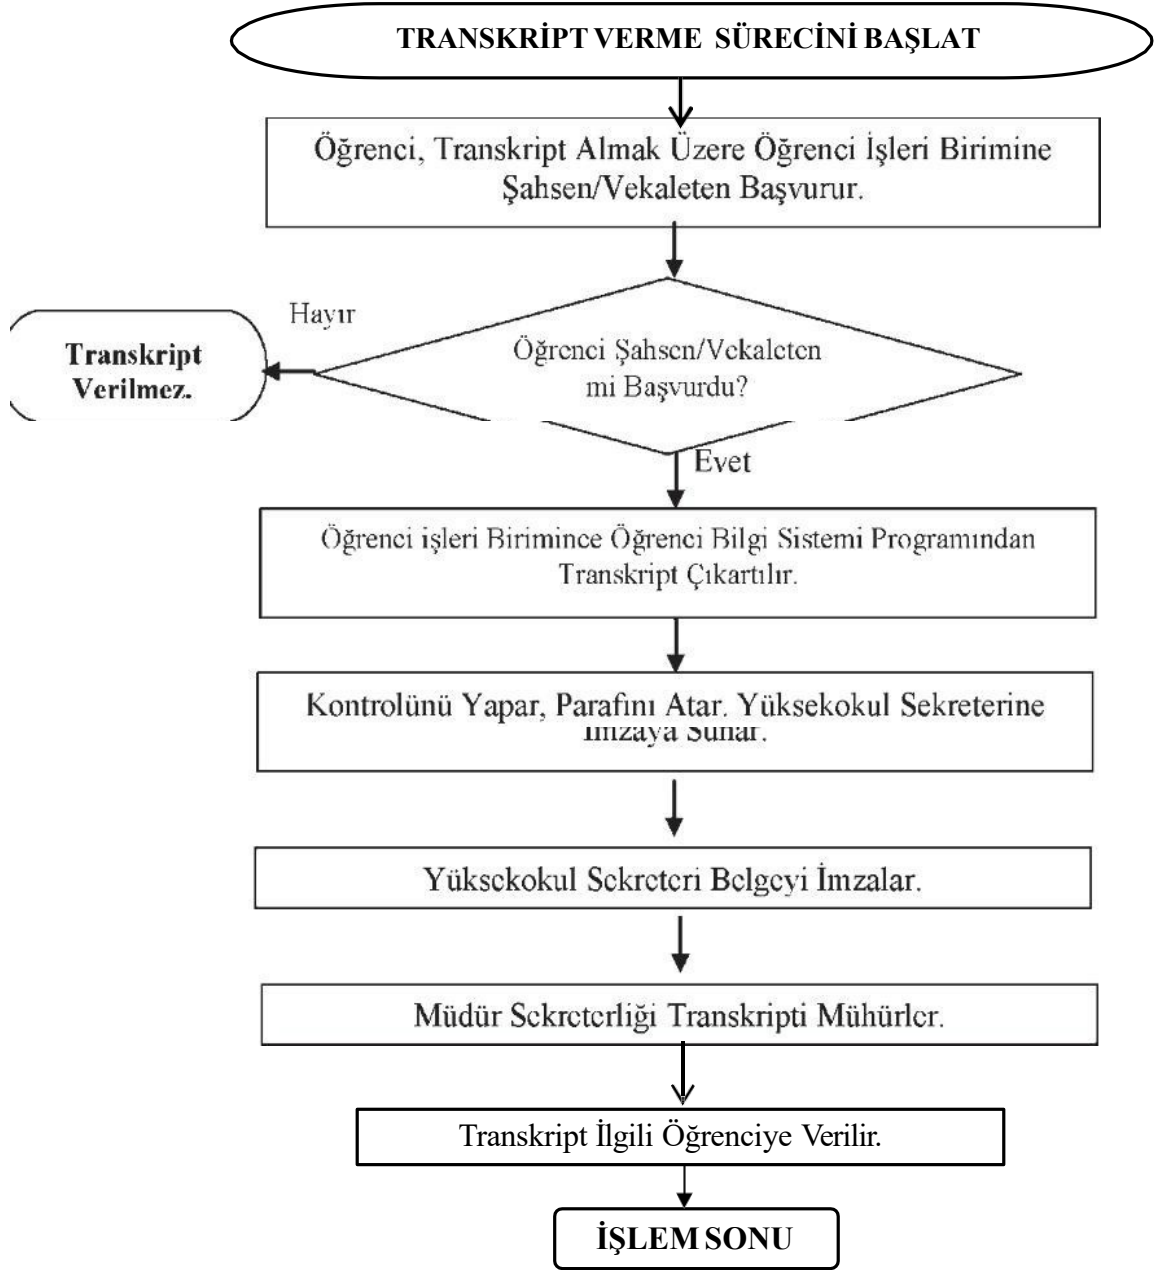 TRANSKRİPT VERME SÜRECİNİ BAŞLAT
Öğrenci, Transkript Almak Üzere Öğrenci İşleri Birimine
Şahsen/Vekaleten Başvurur.
Hayır
Transkript
Verilmez.
Öğrenci Şahsen/Vekaleten
mi Başvurdu?
Evet
Öğrenci işleri Birimince Öğrenci Bilgi Sistemi Programından
Transkript Çıkartılır.
Kontrolünü Yapar, Parafını Atar. Yüksekokul Sekreterine
İmzaya Sunar.
Yüksekokul Sekreteri Belgeyi İmzalar.
Müdür Sekreterliği Transkripti Mühürler.
Transkript İlgili Öğrenciye Verilir.
İŞLEM SONU